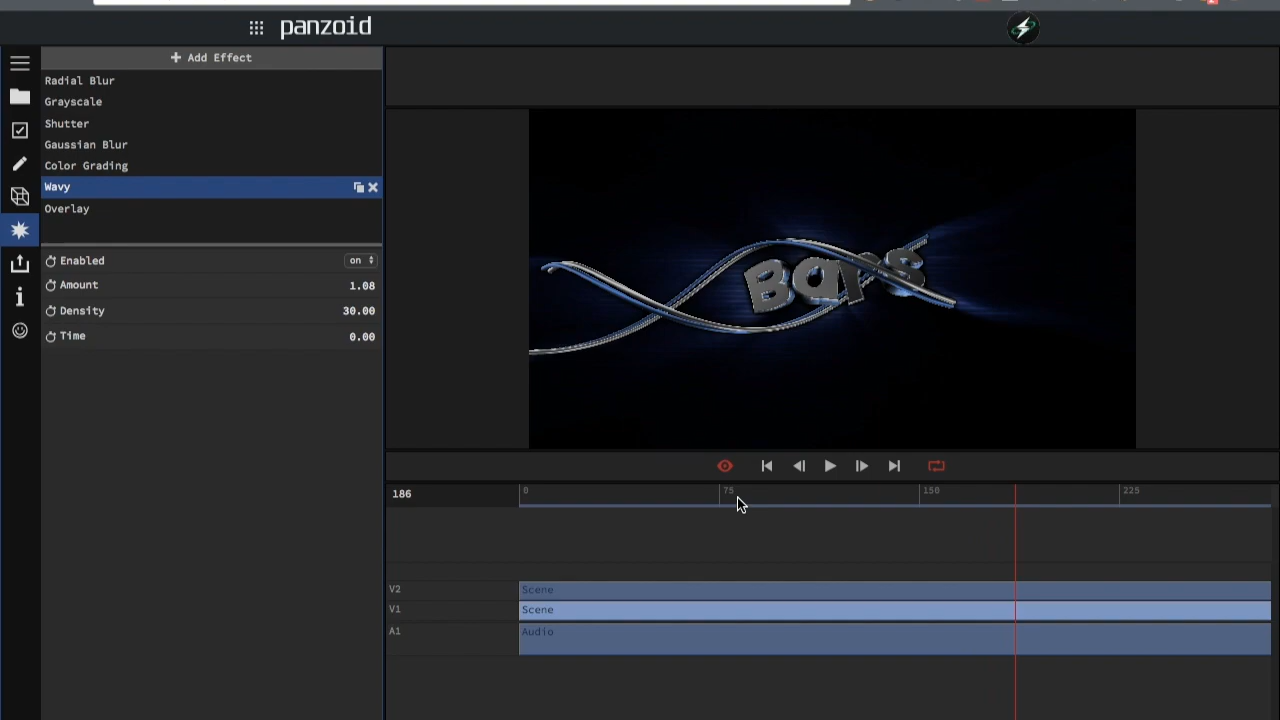 panzoid
+ Add Effect
Radial Blur
Grayscale
Shutter
Gaussian Blur
Color Grading
Wavy
Overlay
Enabled on
Amount 1.08
Density 30.00
Time 0.00
Bars
186 0 75 150 225
V2 Scene
V1 Scene
A1 Audio